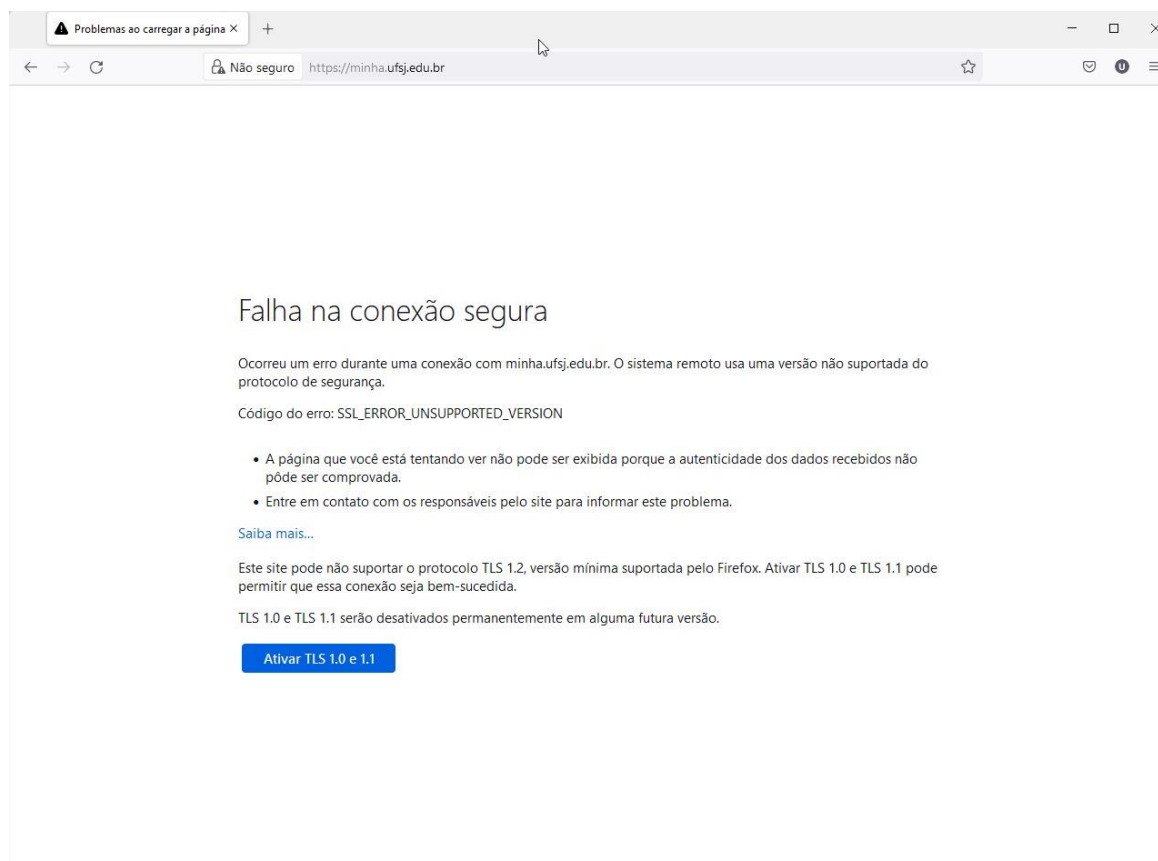 Problemas ao carregar a página
Não seguro https://minha.ufsj.edu.br
U
Falha na conexão segura
Ocorreu um erro durante uma conexão com minha.ufsj.edu.br. O sistema remoto usa uma versão não suportada do
protocolo de segurança.
Código do erro: SSL_ERROR_UNSUPPORTED_VERSION
• A página que você está tentando ver não pode ser exibida porque a autenticidade dos dados recebidos não
pôde ser comprovada.
• Entre em contato com os responsáveis pelo site para informar este problema.
Saiba mais...
Este site pode não suportar o protocolo TLS 1.2, versão mínima suportada pelo Firefox. Ativar TLS 1.0 e TLS 1.1 pode
permitir que essa conexão seja bem-sucedida.
TLS 1.0 e TLS 1.1 serão desativados permanentemente em alguma futura versão.
Ativar TLS 1.0 e 1.1